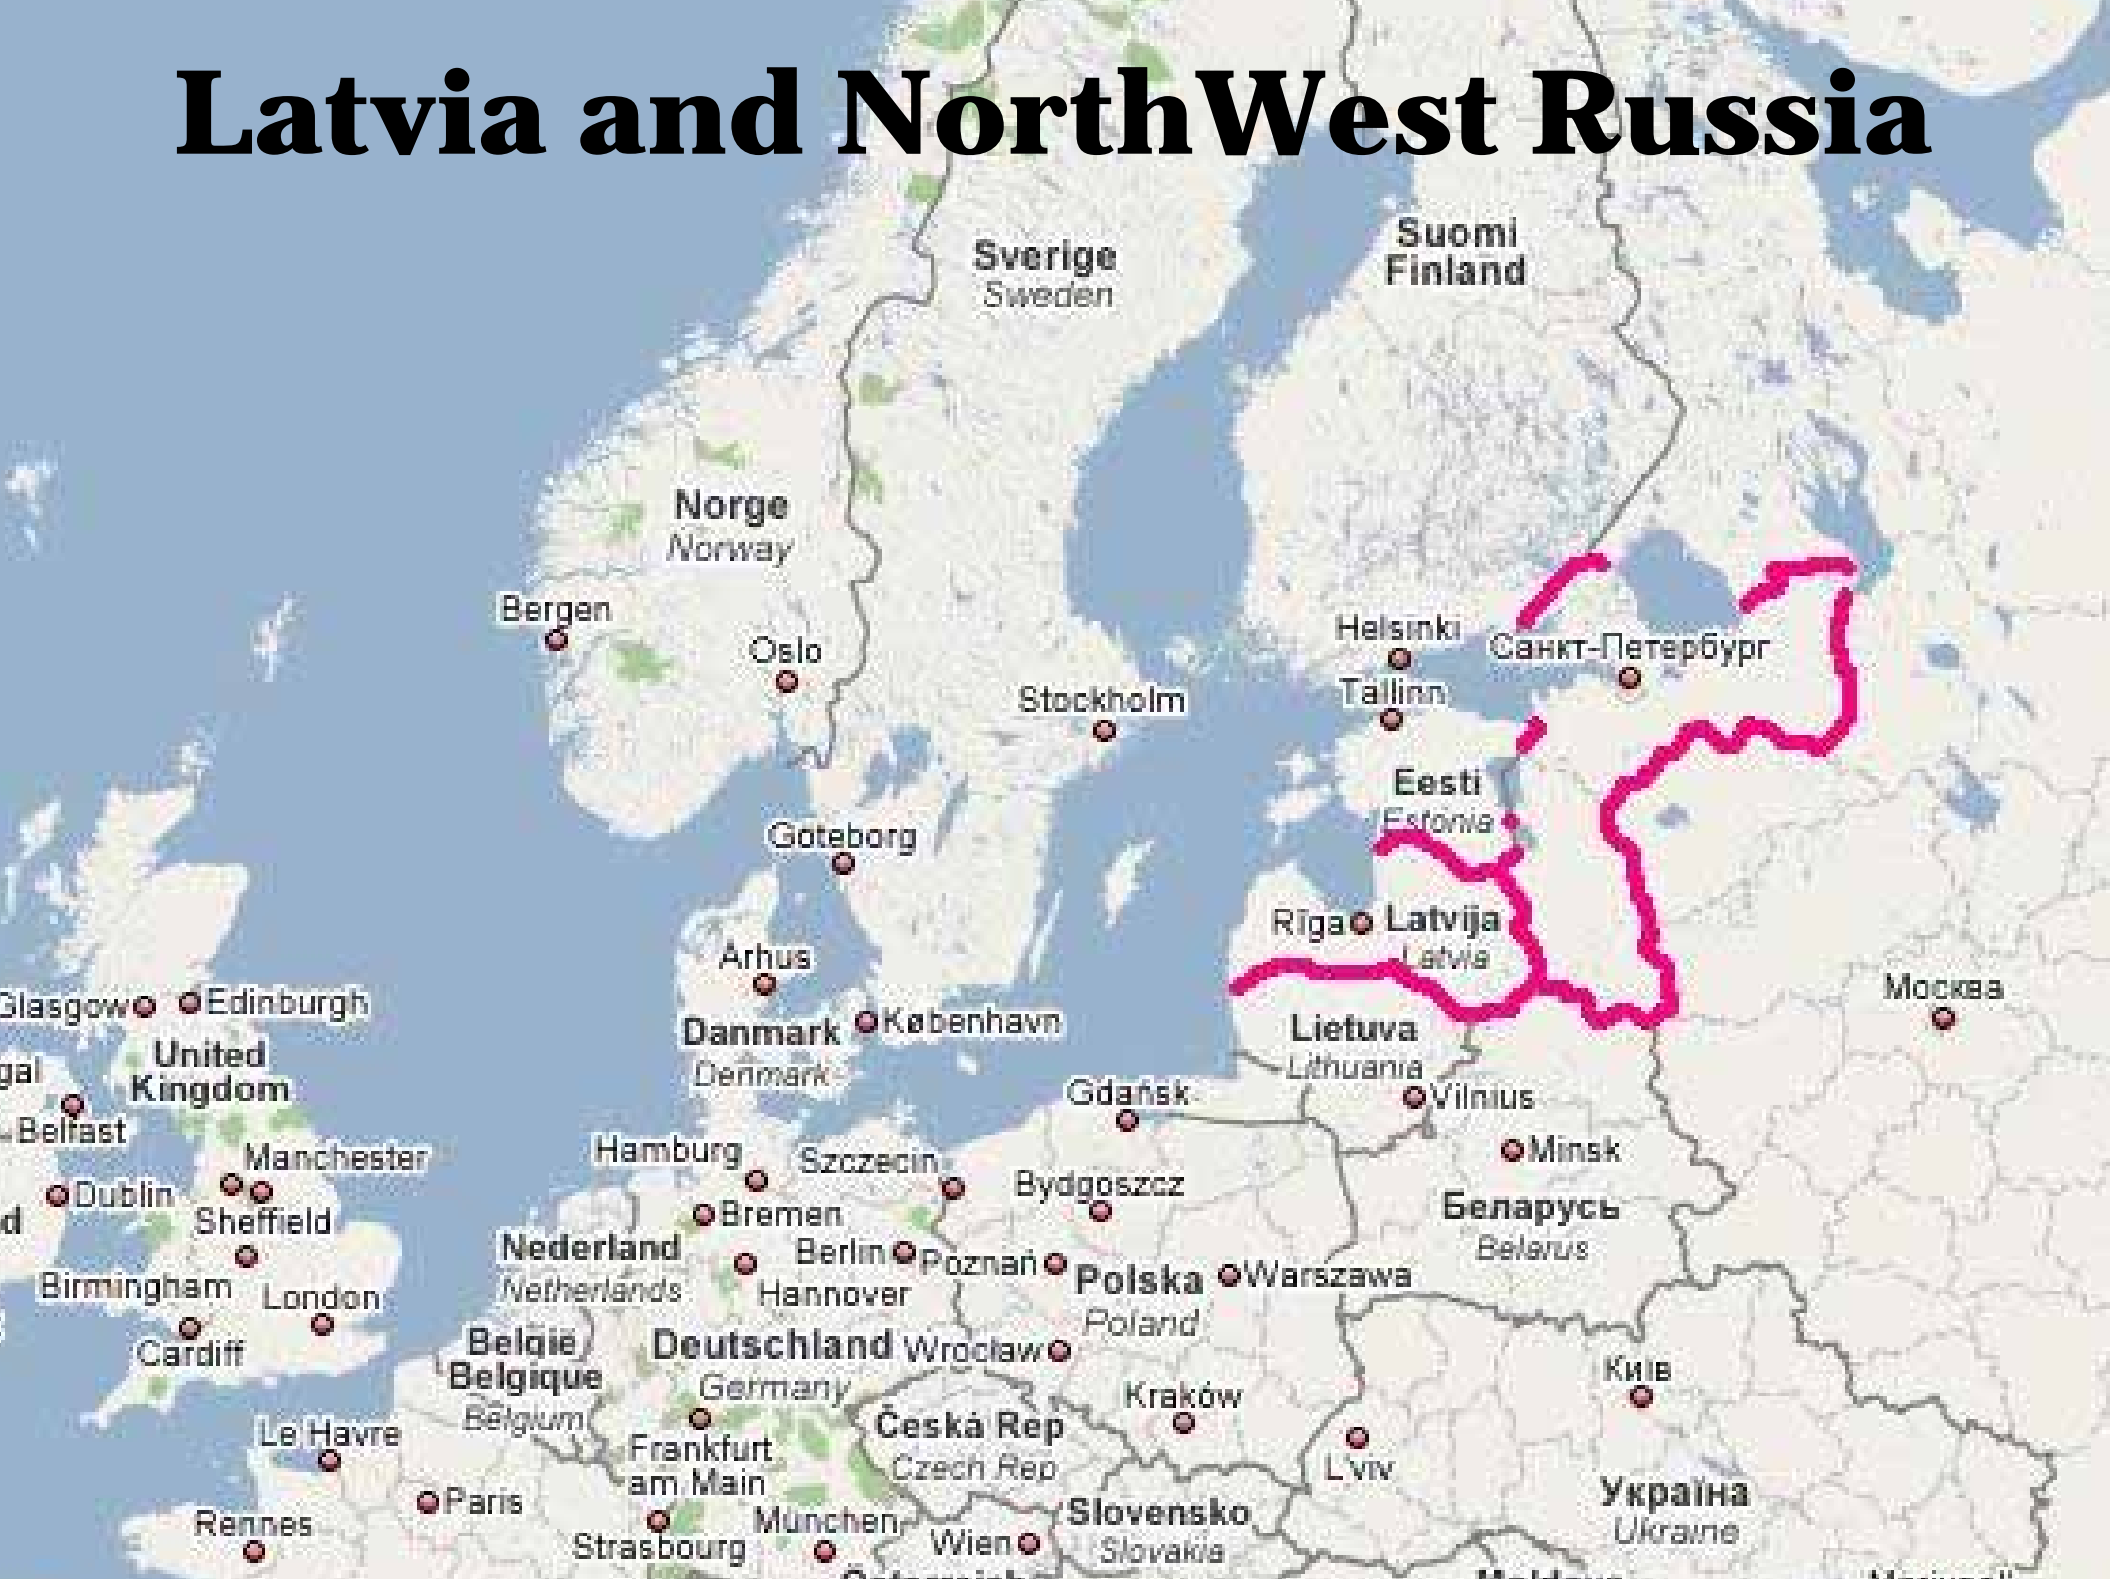 Latvia and NorthWest Russia
Suomi
Finland
Sverige
Sweden
Norge
Norway
Bergen
Oslo
Helsinki
Санкт-Петербург
Stockholm
Tallinn
Eesti
Estonia
Göteborg
Rīga
Latvija
Latvia
Århus
Москва
Glasgow
Edinburgh
Danmark
Denmark
København
Lietuva
Lithuania
United
Kingdom
gal
Belfast
Gdańsk
Vilnius
Manchester
Hamburg
Szczecin
Minsk
Dublin
Bydgoszcz
Sheffield
Bremen
Беларусь
Belarus
Nederland
Netherlands
Berlin
Poznań
Polska
Poland
Warszawa
Birmingham
London
Hannover
Cardiff
België
Belgique
Belgium
Deutschland
Germany
Wrocław
Київ
Kraków
Le Havre
Česká Rep
Czech Rep
Frankfurt
am Main
L'viv
Paris
Україна
Ukraine
Rennes
Strasbourg
München
Wien
Slovensko
Slovakia